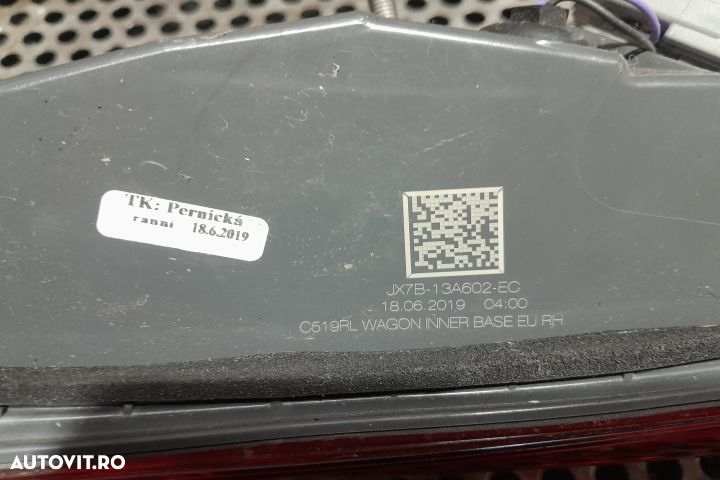 TK: Pernická
ranní 18.6.2019
JX7B-13A602-EC
18.06.2019 04:00
C519RL WAGON INNER BASE EU RH
AUTOVIT.RO